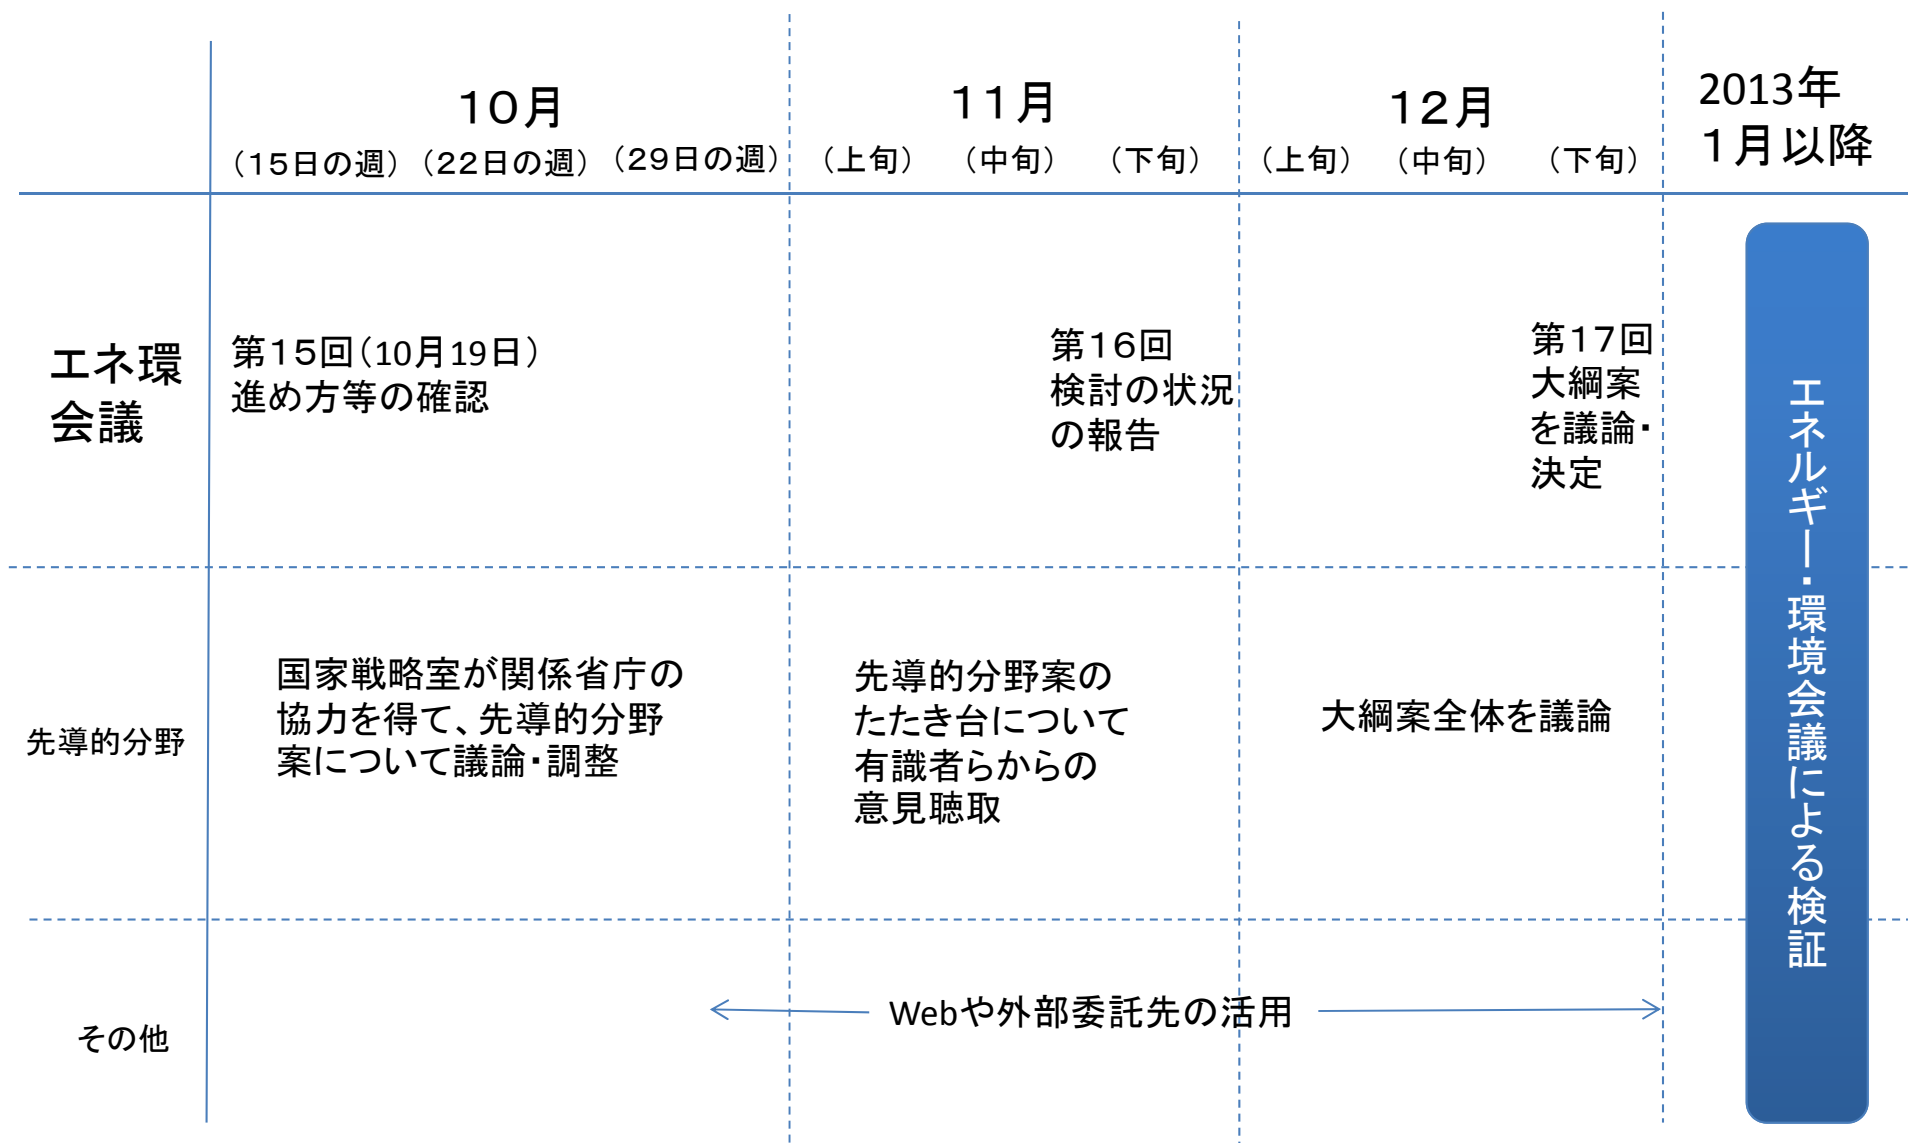 10月
11月
12月
2013年
1月以降
（15日の週）（22日の週）（29日の週）
（上旬）（中旬）（下旬）
（上旬）（中旬）（下旬）
エネ環
会議
第15回（10月19日）
進め方等の確認
第16回
検討の状況
の報告
第17回
大綱案
を議論・
決定
先導的分野
国家戦略室が関係省庁の
協力を得て、先導的分野
案について議論・調整
先導的分野案の
たたき台について
有識者らからの
意見聴取
大綱案全体を議論
その他
Webや外部委託先の活用
エネルギー・環境会議による検証